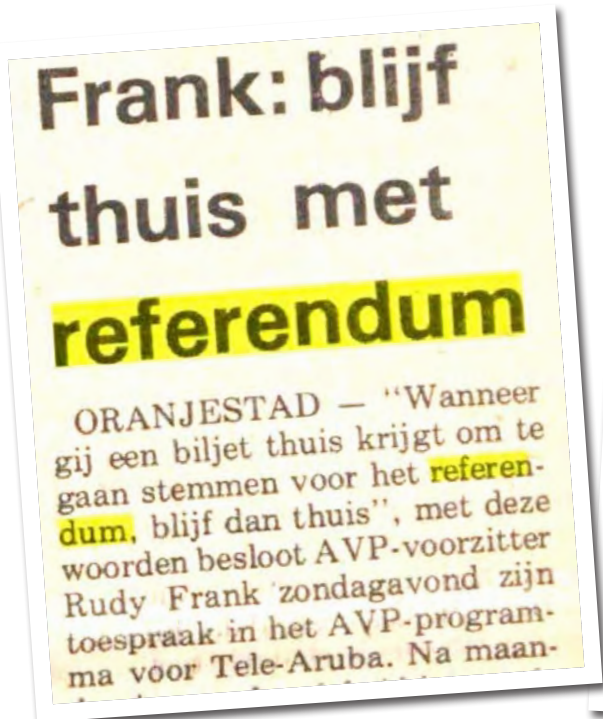 Frank: blijf
thuis met
referendum
ORANJESTAD — "Wanneer
gij een biljet thuis krijgt om te
gaan stemmen voor het referen-
dum, blijf dan thuis", met deze
woorden besloot AVP-voorzitter
Rudy Frank zondagavond zijn
toespraak in het AVP-program-
ma voor Tele-Aruba. Na maan-